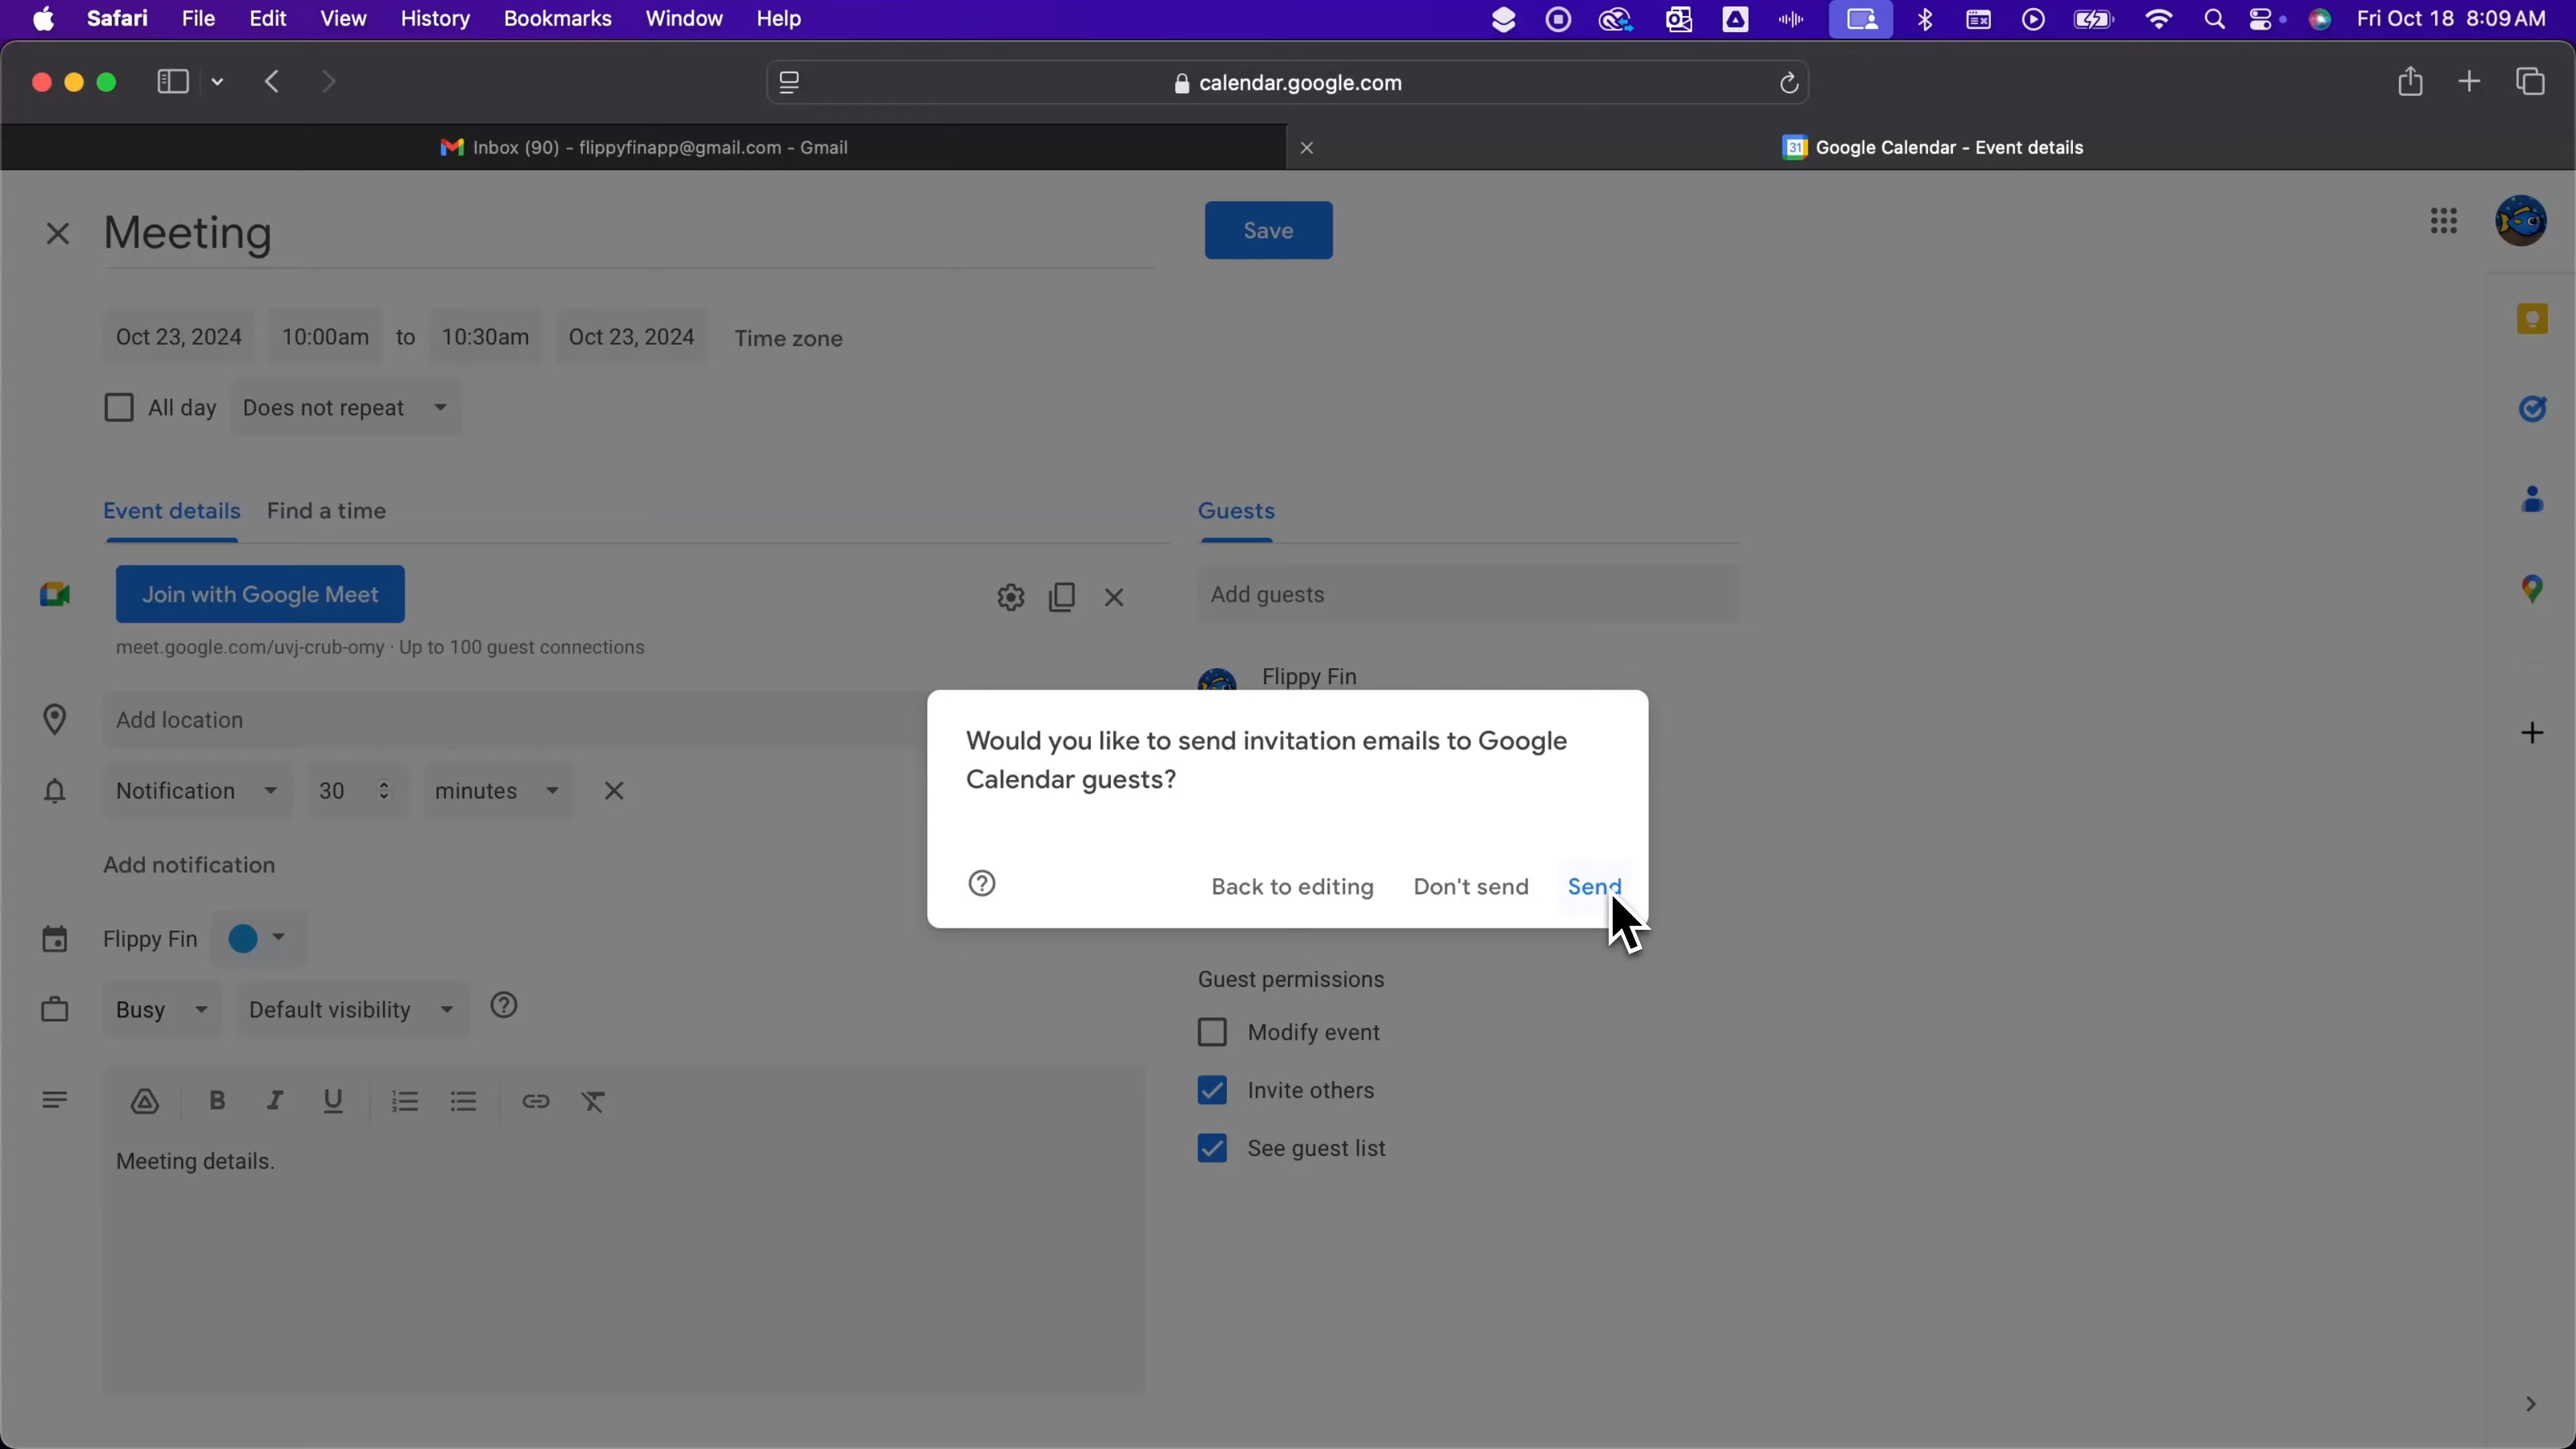 Safari File Edit View History Bookmarks Window Help Fri Oct 18 8:09 AM
calendar.google.com
Inbox (90) - flippyfinapp@gmail.com - Gmail
31 Google Calendar - Event details
Meeting
Save
Oct 23, 2024 10:00am to 10:30am Oct 23, 2024 Time zone
All day Does not repeat
Event details Find a time
Guests
Join with Google Meet
Add guests
meet.google.com/uvj-crub-omy · Up to 100 guest connections
Flippy Fin
Add location
Would you like to send invitation emails to Google
Calendar guests?
Back to editing Don't send Send
Notification 30 minutes
Add notification
Flippy Fin
Busy Default visibility
Guest permissions
Modify event
Invite others
See guest list
B I U
Meeting details.